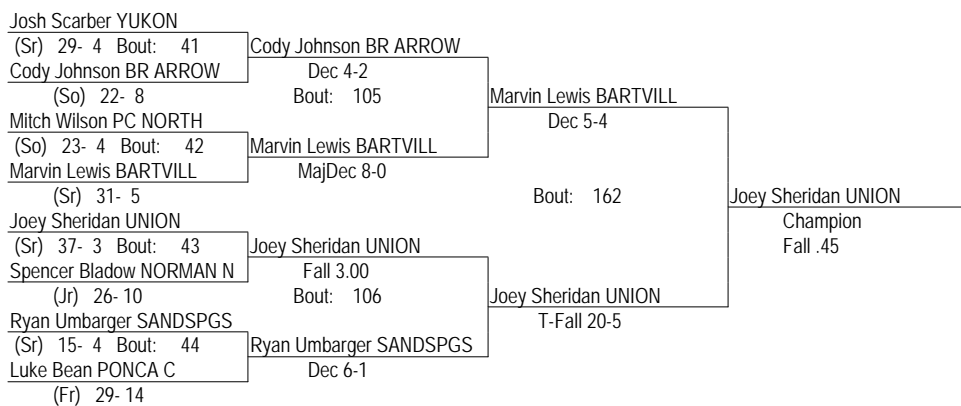 Josh Scarber YUKON
(Sr) 29- 4 Bout: 41
Cody Johnson BR ARROW
(So) 22- 8
Mitch Wilson PC NORTH
(So) 23- 4 Bout: 42
Marvin Lewis BARTVILL
(Sr) 31- 5
Joey Sheridan UNION
(Sr) 37- 3 Bout: 43
Spencer Bladow NORMAN N
(Jr) 26- 10
Ryan Umbarger SANDSPGS
(Sr) 15- 4 Bout: 44
Luke Bean PONCA C
(Fr) 29- 14
Cody Johnson BR ARROW
Dec 4-2
Bout: 105
Marvin Lewis BARTVILL
MajDec 8-0
Joey Sheridan UNION
Fall 3.00
Bout: 106
Ryan Umbarger SANDSPGS
Dec 6-1
Marvin Lewis BARTVILL
Dec 5-4
Bout: 162
Joey Sheridan UNION
T-Fall 20-5
Joey Sheridan UNION
Champion
Fall .45